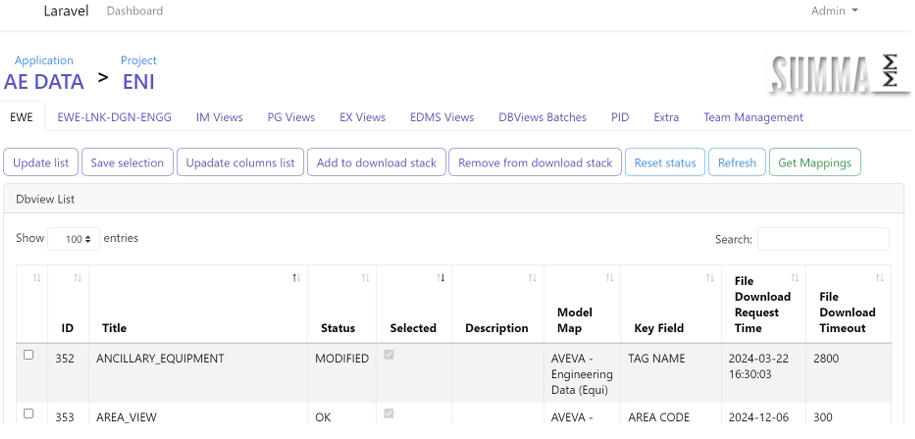 Laravel Dashboard Admin
Application Project
AE DATA > ENI
SUMMA
EWE EWE-LNK-DGN-ENGG IM Views PG Views EX Views EDMS Views DBViews Batches PID Extra Team Management
Update list Save selection Upadate columns list Add to download stack Remove from download stack Reset status Refresh Get Mappings
Dbview List
Show 100 entries Search:
ID Title Status Selected Description Model Map Key Field File Download Request Time File Download Timeout
352 ANCILLARY_EQUIPMENT MODIFIED AVEVA - Engineering Data (Equi) TAG NAME 2024-03-22 16:30:03 2800
353 AREA_VIEW OK AVEVA - AREA CODE 2024-12-06 300